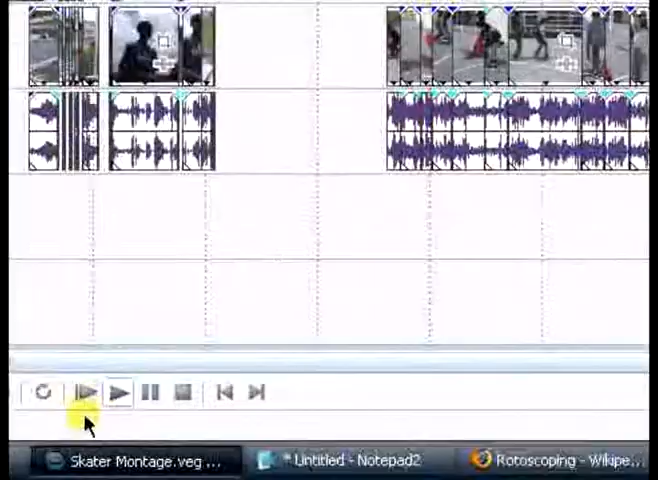 Skater Montage.veg ...
* Untitled - Notepad2
Rotoscoping - Wikipe...